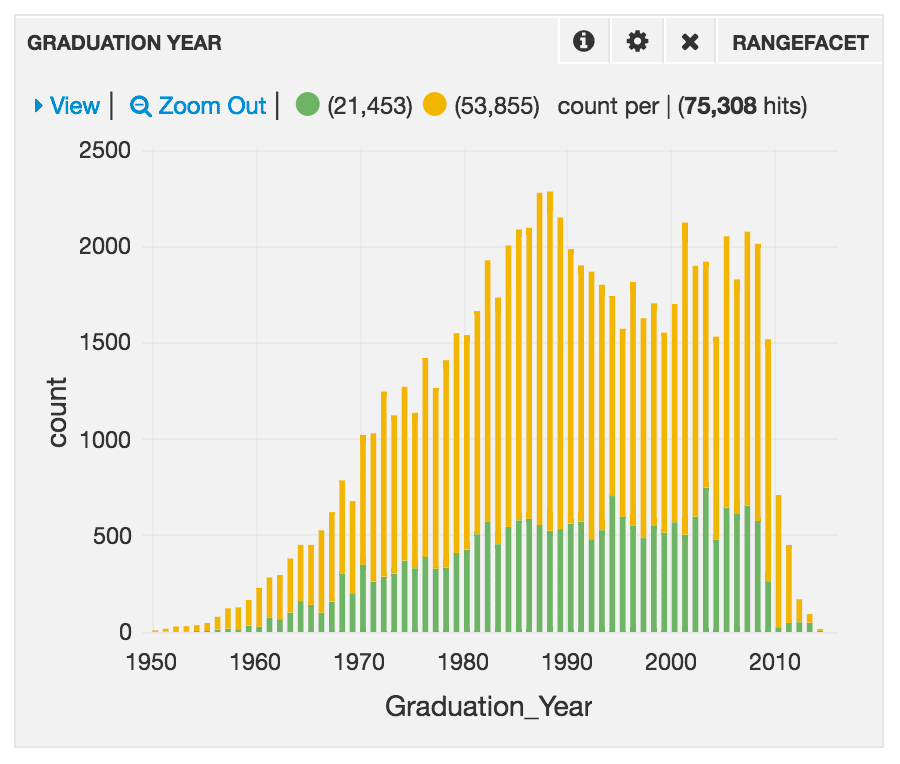 GRADUATION YEAR RANGEFACET
View | Zoom Out | (21,453) (53,855) count per | (75,308 hits)
2500
2000
1500
1000
500
0
count
1950 1960 1970 1980 1990 2000 2010
Graduation_Year